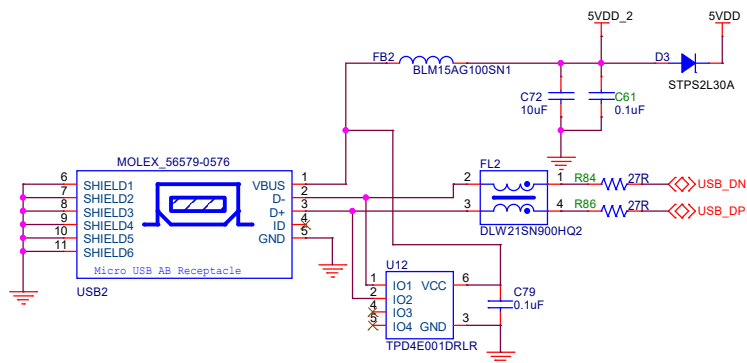 5VDD_2
5VDD
FB2
BLM15AG100SN1
D3
STPS2L30A
C72
10uF
C61
0.1uF
MOLEX_56579-0576
6 SHIELD1 VBUS 1
7 SHIELD2 D- 2
8 SHIELD3 D+ 3
9 SHIELD4 ID 4
10 SHIELD5 GND 5
11 SHIELD6
Micro USB AB Receptacle
USB2
FL2
2 1 R84 27R USB_DN
3 4 R86 27R USB_DP
DLW21SN900HQ2
U12
1 IO1 VCC 6
2 IO2
4 IO3
5 IO4 GND 3
TPD4E001DRLR
C79
0.1uF